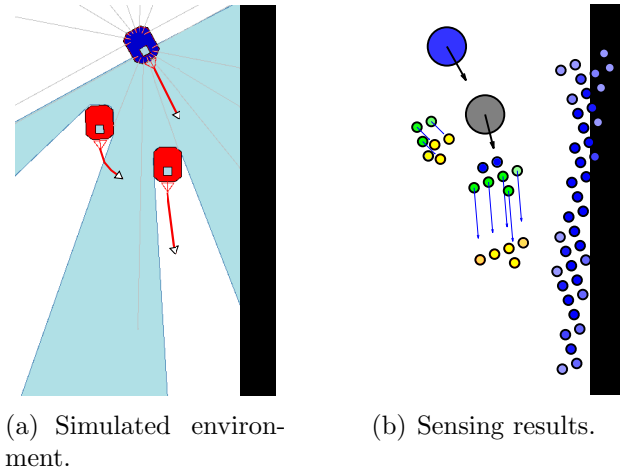 (a) Simulated environ-
ment.
(b) Sensing results.